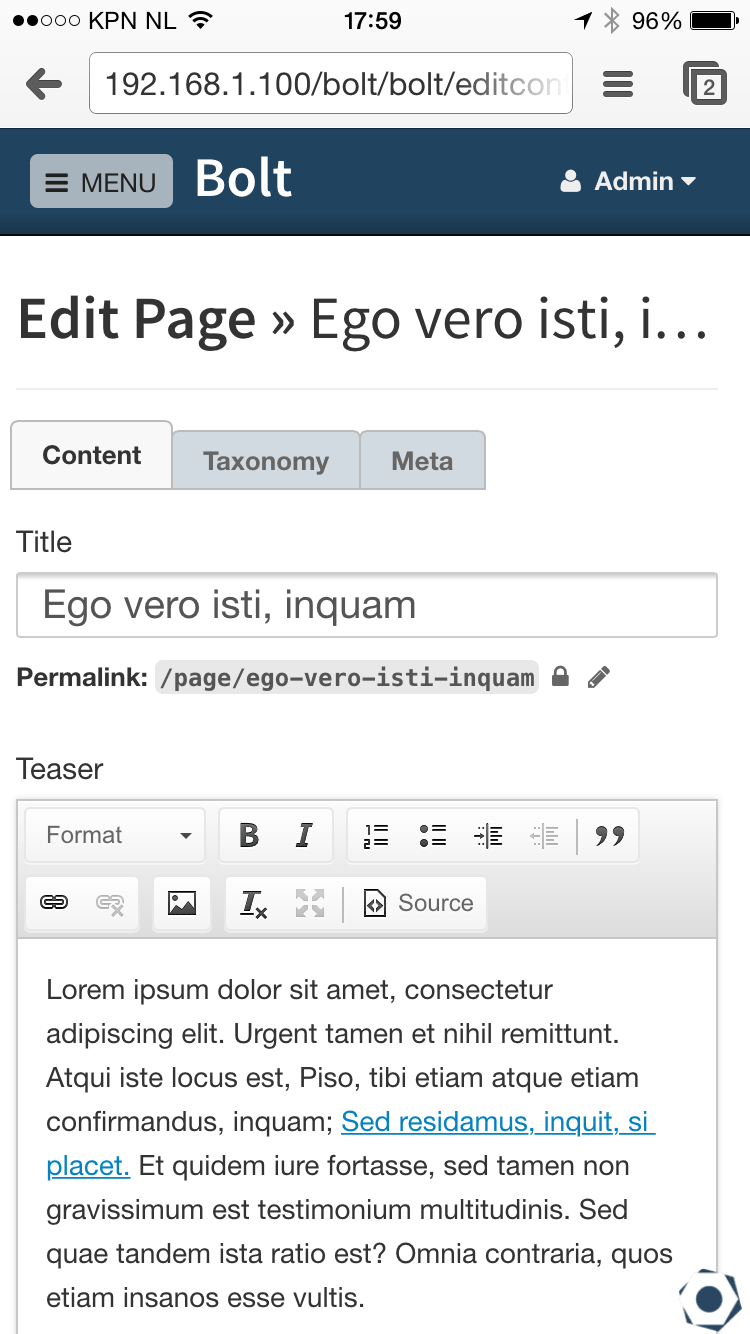 KPN NL 17:59 96%
192.168.1.100/bolt/bolt/editcon
2
MENU Bolt Admin
Edit Page » Ego vero isti, i...
Content Taxonomy Meta
Title
Ego vero isti, inquam
Permalink: /page/ego-vero-isti-inquam
Teaser
Format B I
Source
Lorem ipsum dolor sit amet, consectetur
adipiscing elit. Urgent tamen et nihil remittunt.
Atqui iste locus est, Piso, tibi etiam atque etiam
confirmandus, inquam; Sed residamus, inquit, si
placet. Et quidem iure fortasse, sed tamen non
gravissimum est testimonium multitudinis. Sed
quae tandem ista ratio est? Omnia contraria, quos
etiam insanos esse vultis.